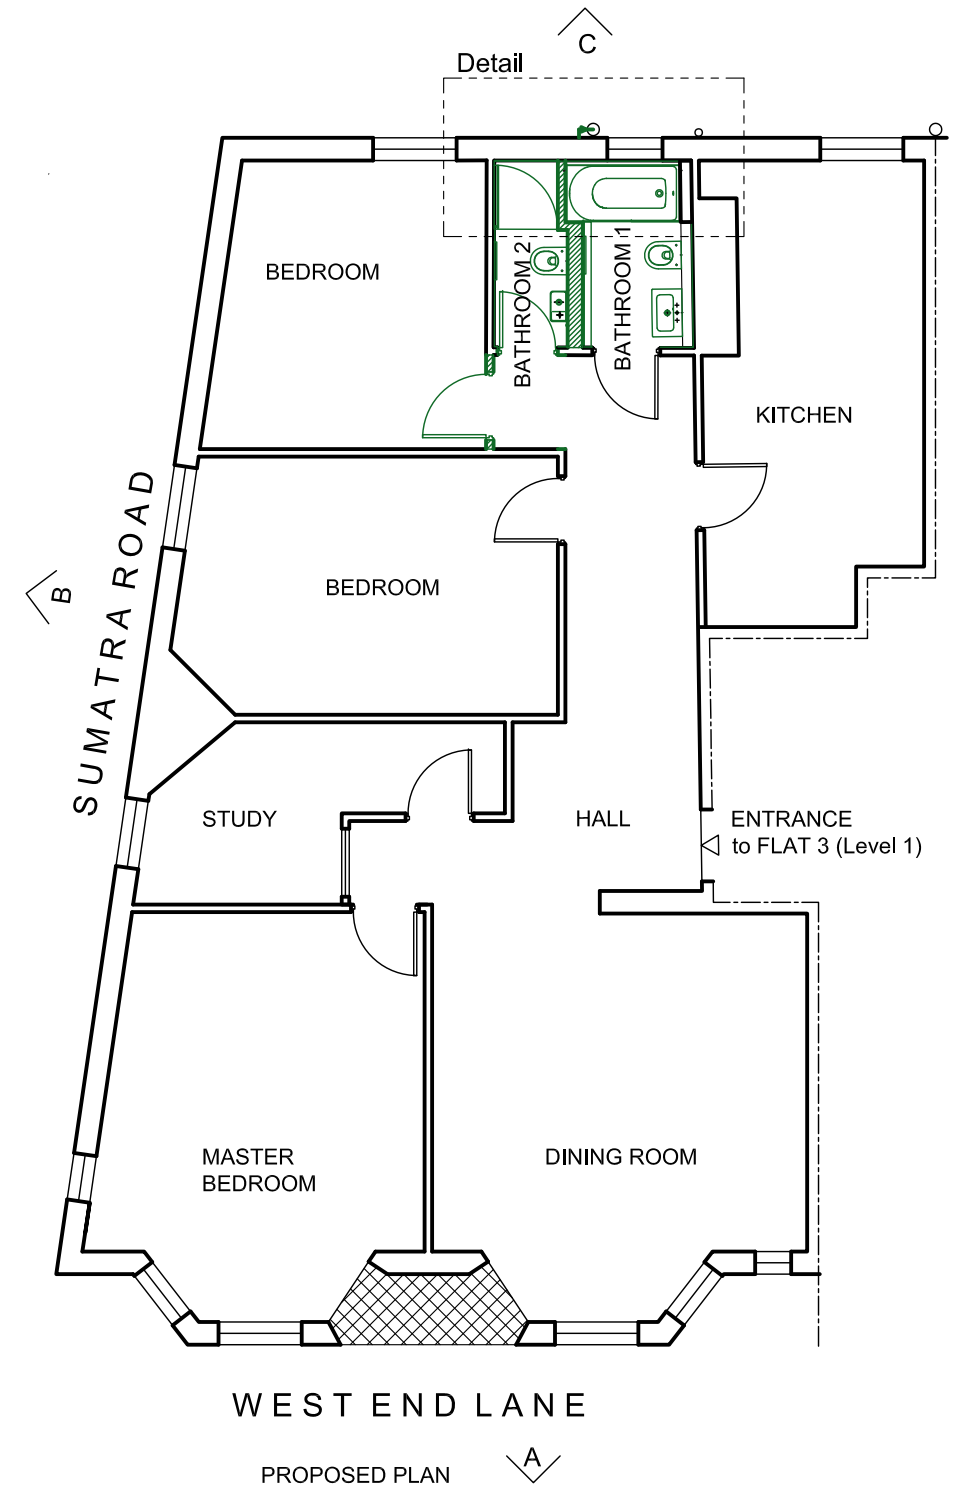 C
Detail
BEDROOM
BATHROOM 2
BATHROOM 1
KITCHEN
SUMATRA ROAD
B
BEDROOM
STUDY
HALL
ENTRANCE
to FLAT 3 (Level 1)
MASTER
BEDROOM
DINING ROOM
WEST END LANE
PROPOSED PLAN
A